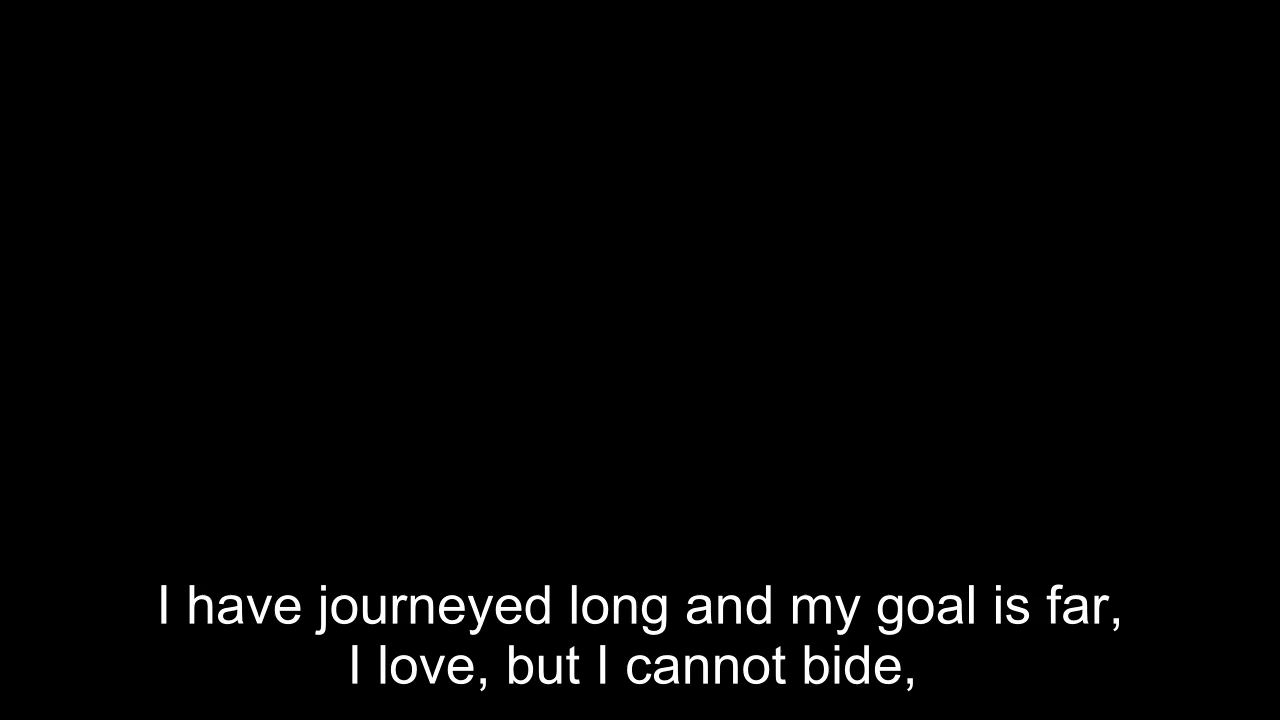 I have journeyed long and my goal is far,
I love, but I cannot bide,